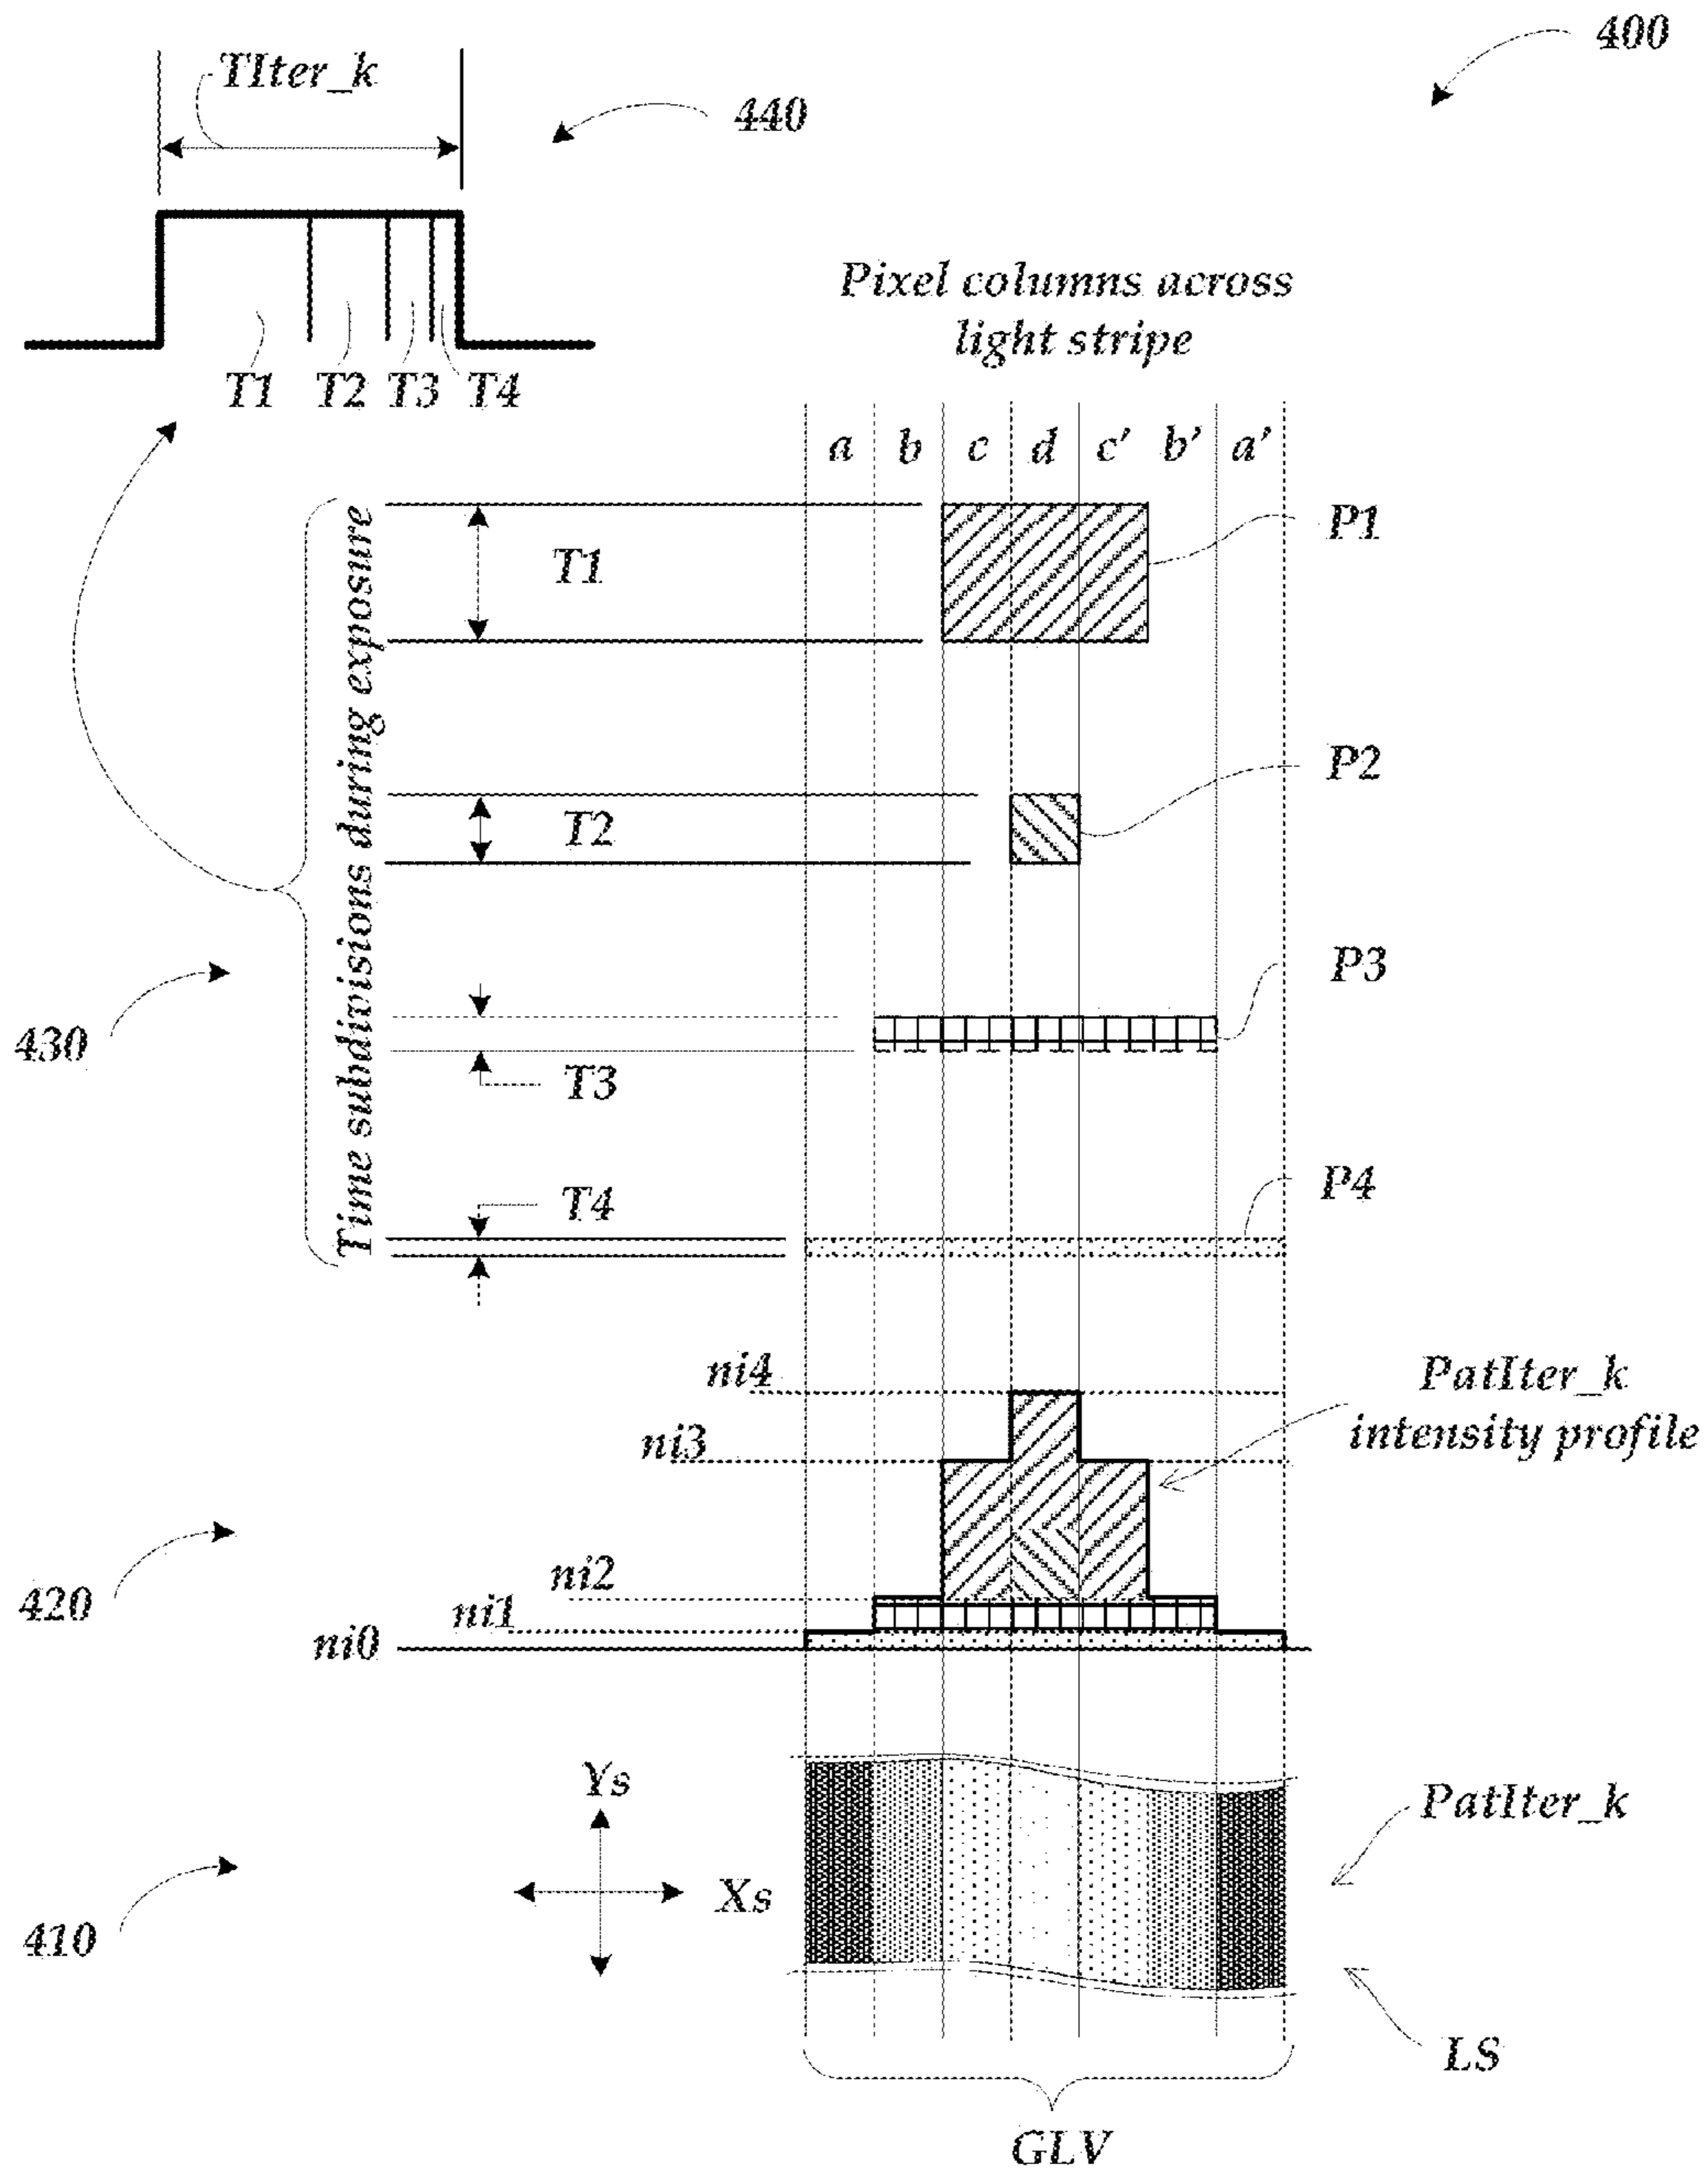 400
TIter_k
440
T1 T2 T3 T4
Pixel columns across
light stripe
a b c d c' b' a'
Time subdivisions during exposure
T1
P1
T2
P2
P3
430
T3
T4
P4
ni4
PatIter_k
intensity profile
ni3
ni2
420
ni1
ni0
Ys
PatIter_k
Xs
410
LS
GLV